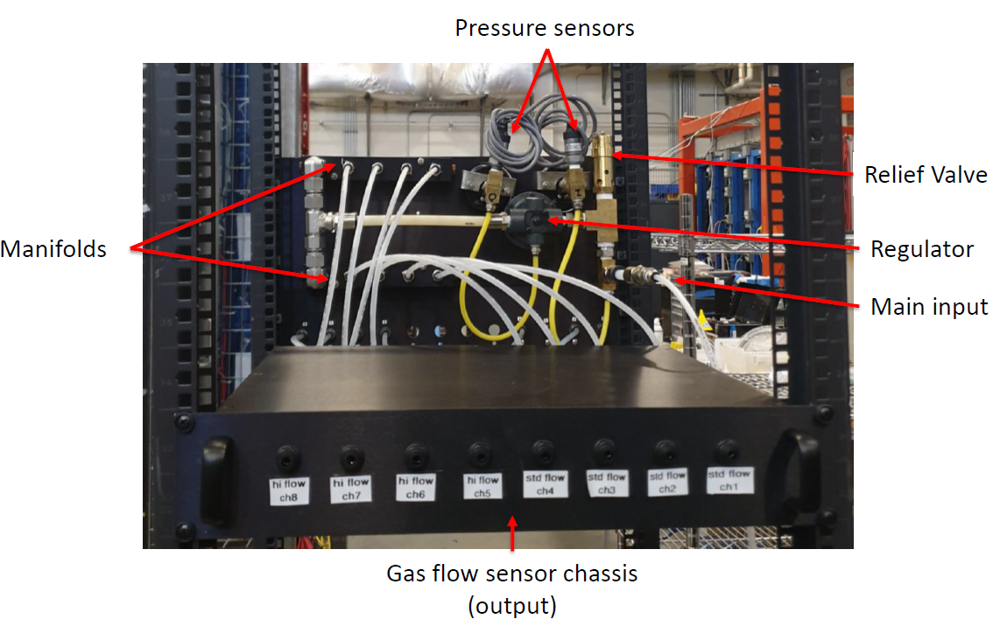 Pressure sensors
Relief Valve
Manifolds
Regulator
Main input
hi flow
ch8
hi flow
ch7
hi flow
ch6
hi flow
ch5
std flow
ch4
std flow
ch3
std flow
ch2
std flow
ch1
Gas flow sensor chassis
(output)